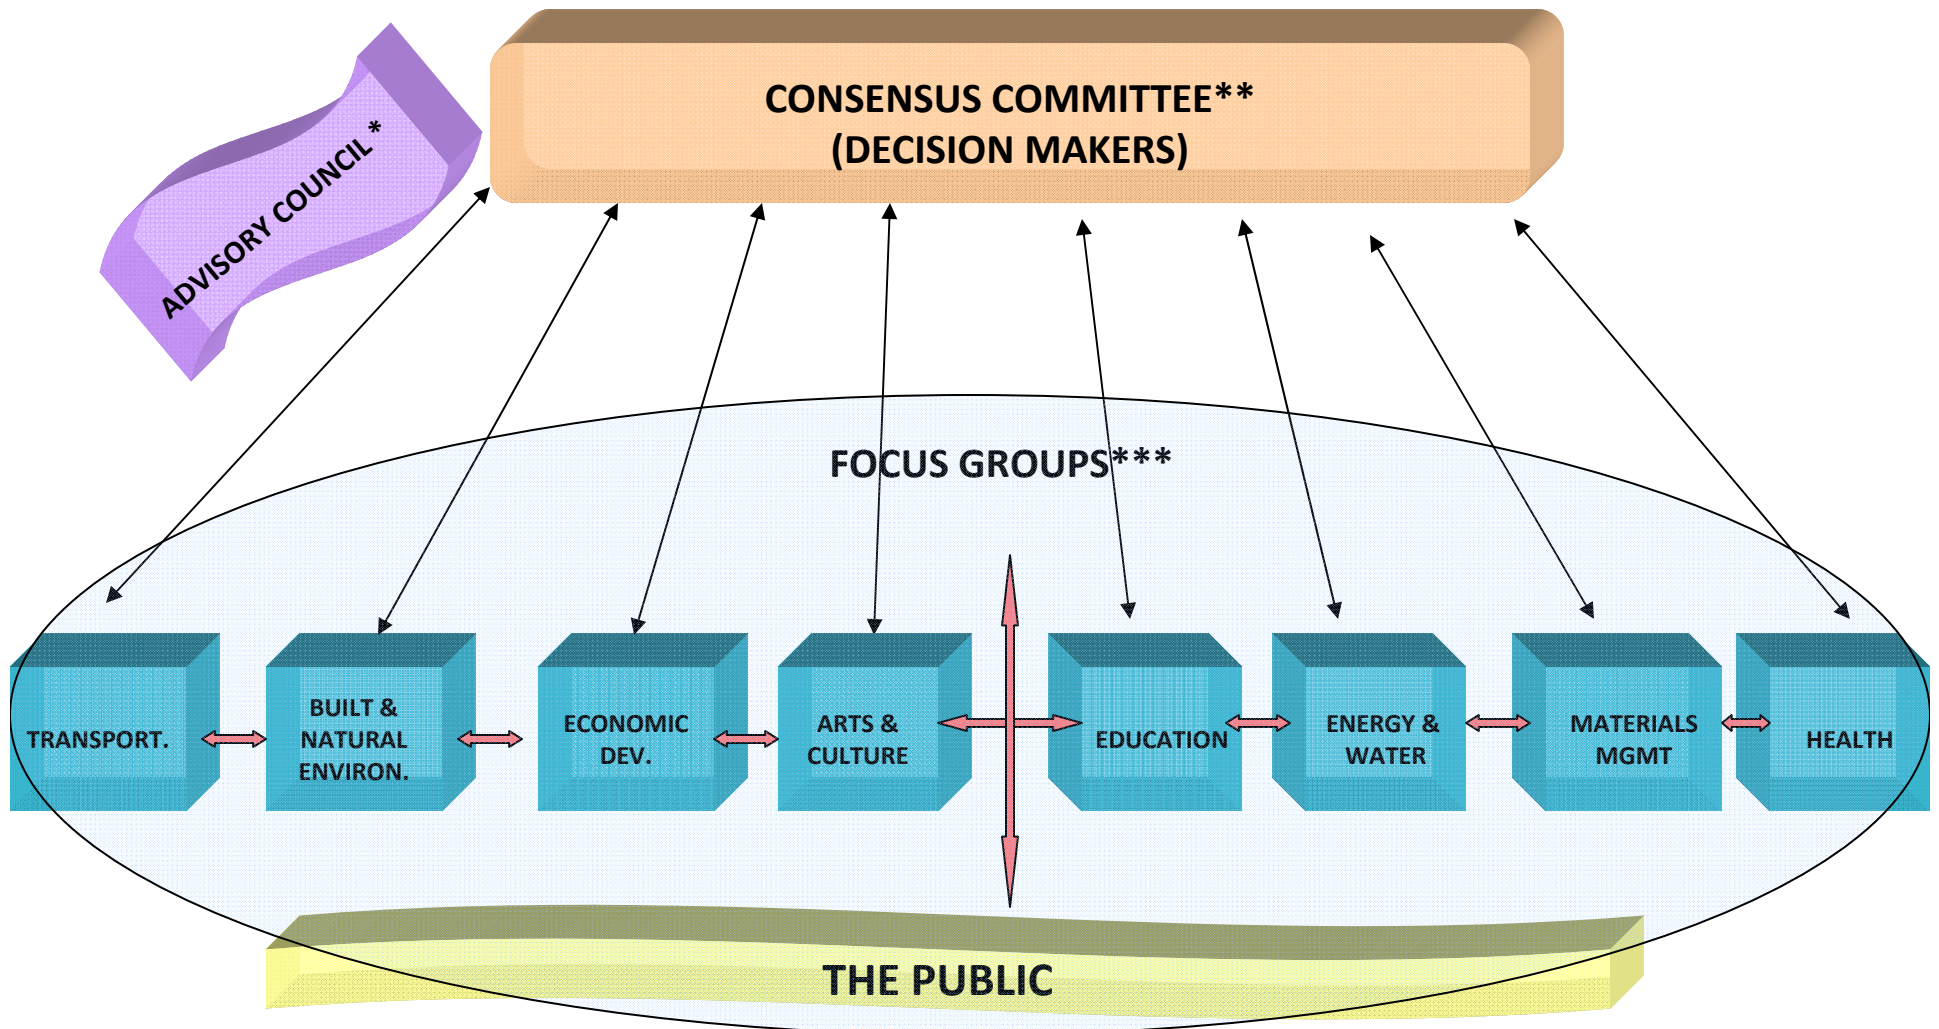 CONSENSUS COMMITTEE**
(DECISION MAKERS)
ADVISORY COUNCIL *
FOCUS GROUPS***
TRANSPORT.
BUILT &
NATURAL
ENVIRON.
ECONOMIC
DEV.
ARTS &
CULTURE
EDUCATION
ENERGY &
WATER
MATERIALS
MGMT
HEALTH
THE PUBLIC